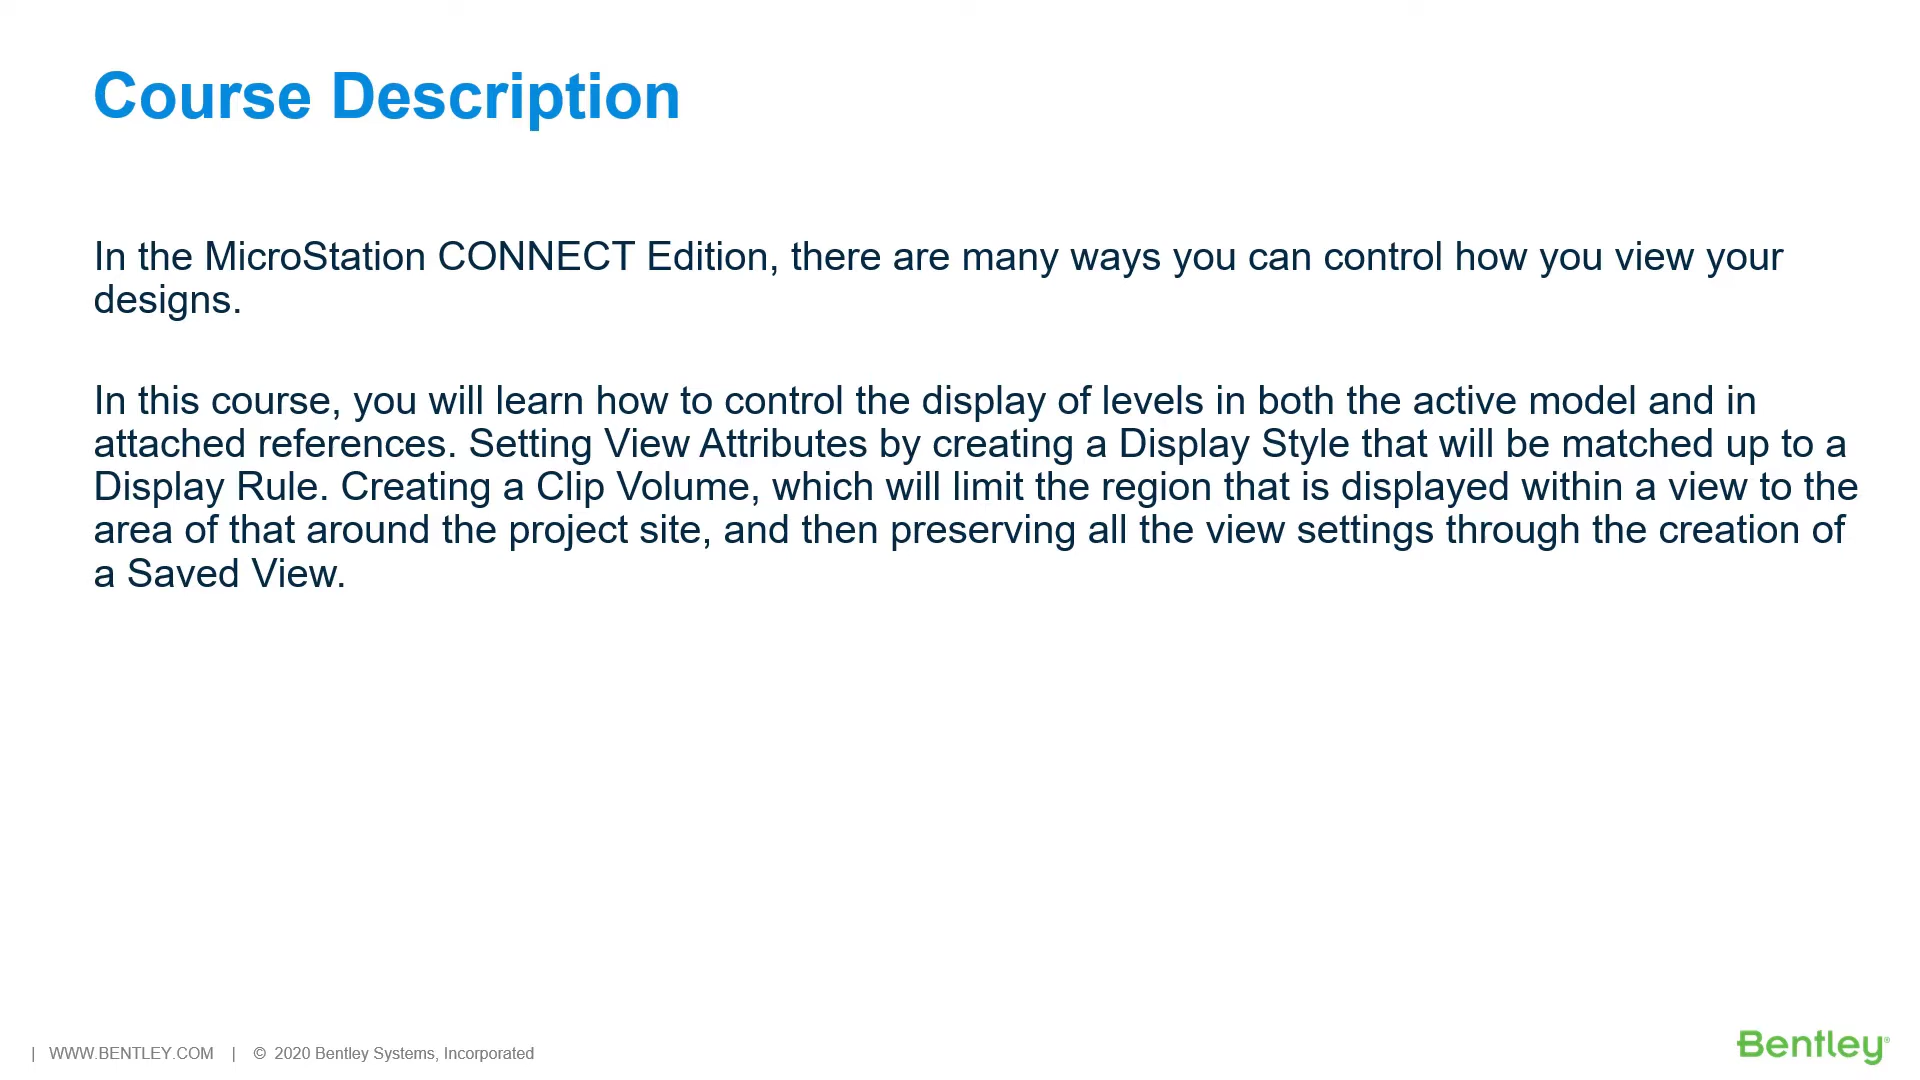 Course Description
In the MicroStation CONNECT Edition, there are many ways you can control how you view your
designs.
In this course, you will learn how to control the display of levels in both the active model and in
attached references. Setting View Attributes by creating a Display Style that will be matched up to a
Display Rule. Creating a Clip Volume, which will limit the region that is displayed within a view to the
area of that around the project site, and then preserving all the view settings through the creation of
a Saved View.
| WWW.BENTLEY.COM | © 2020 Bentley Systems, Incorporated
Bentley®